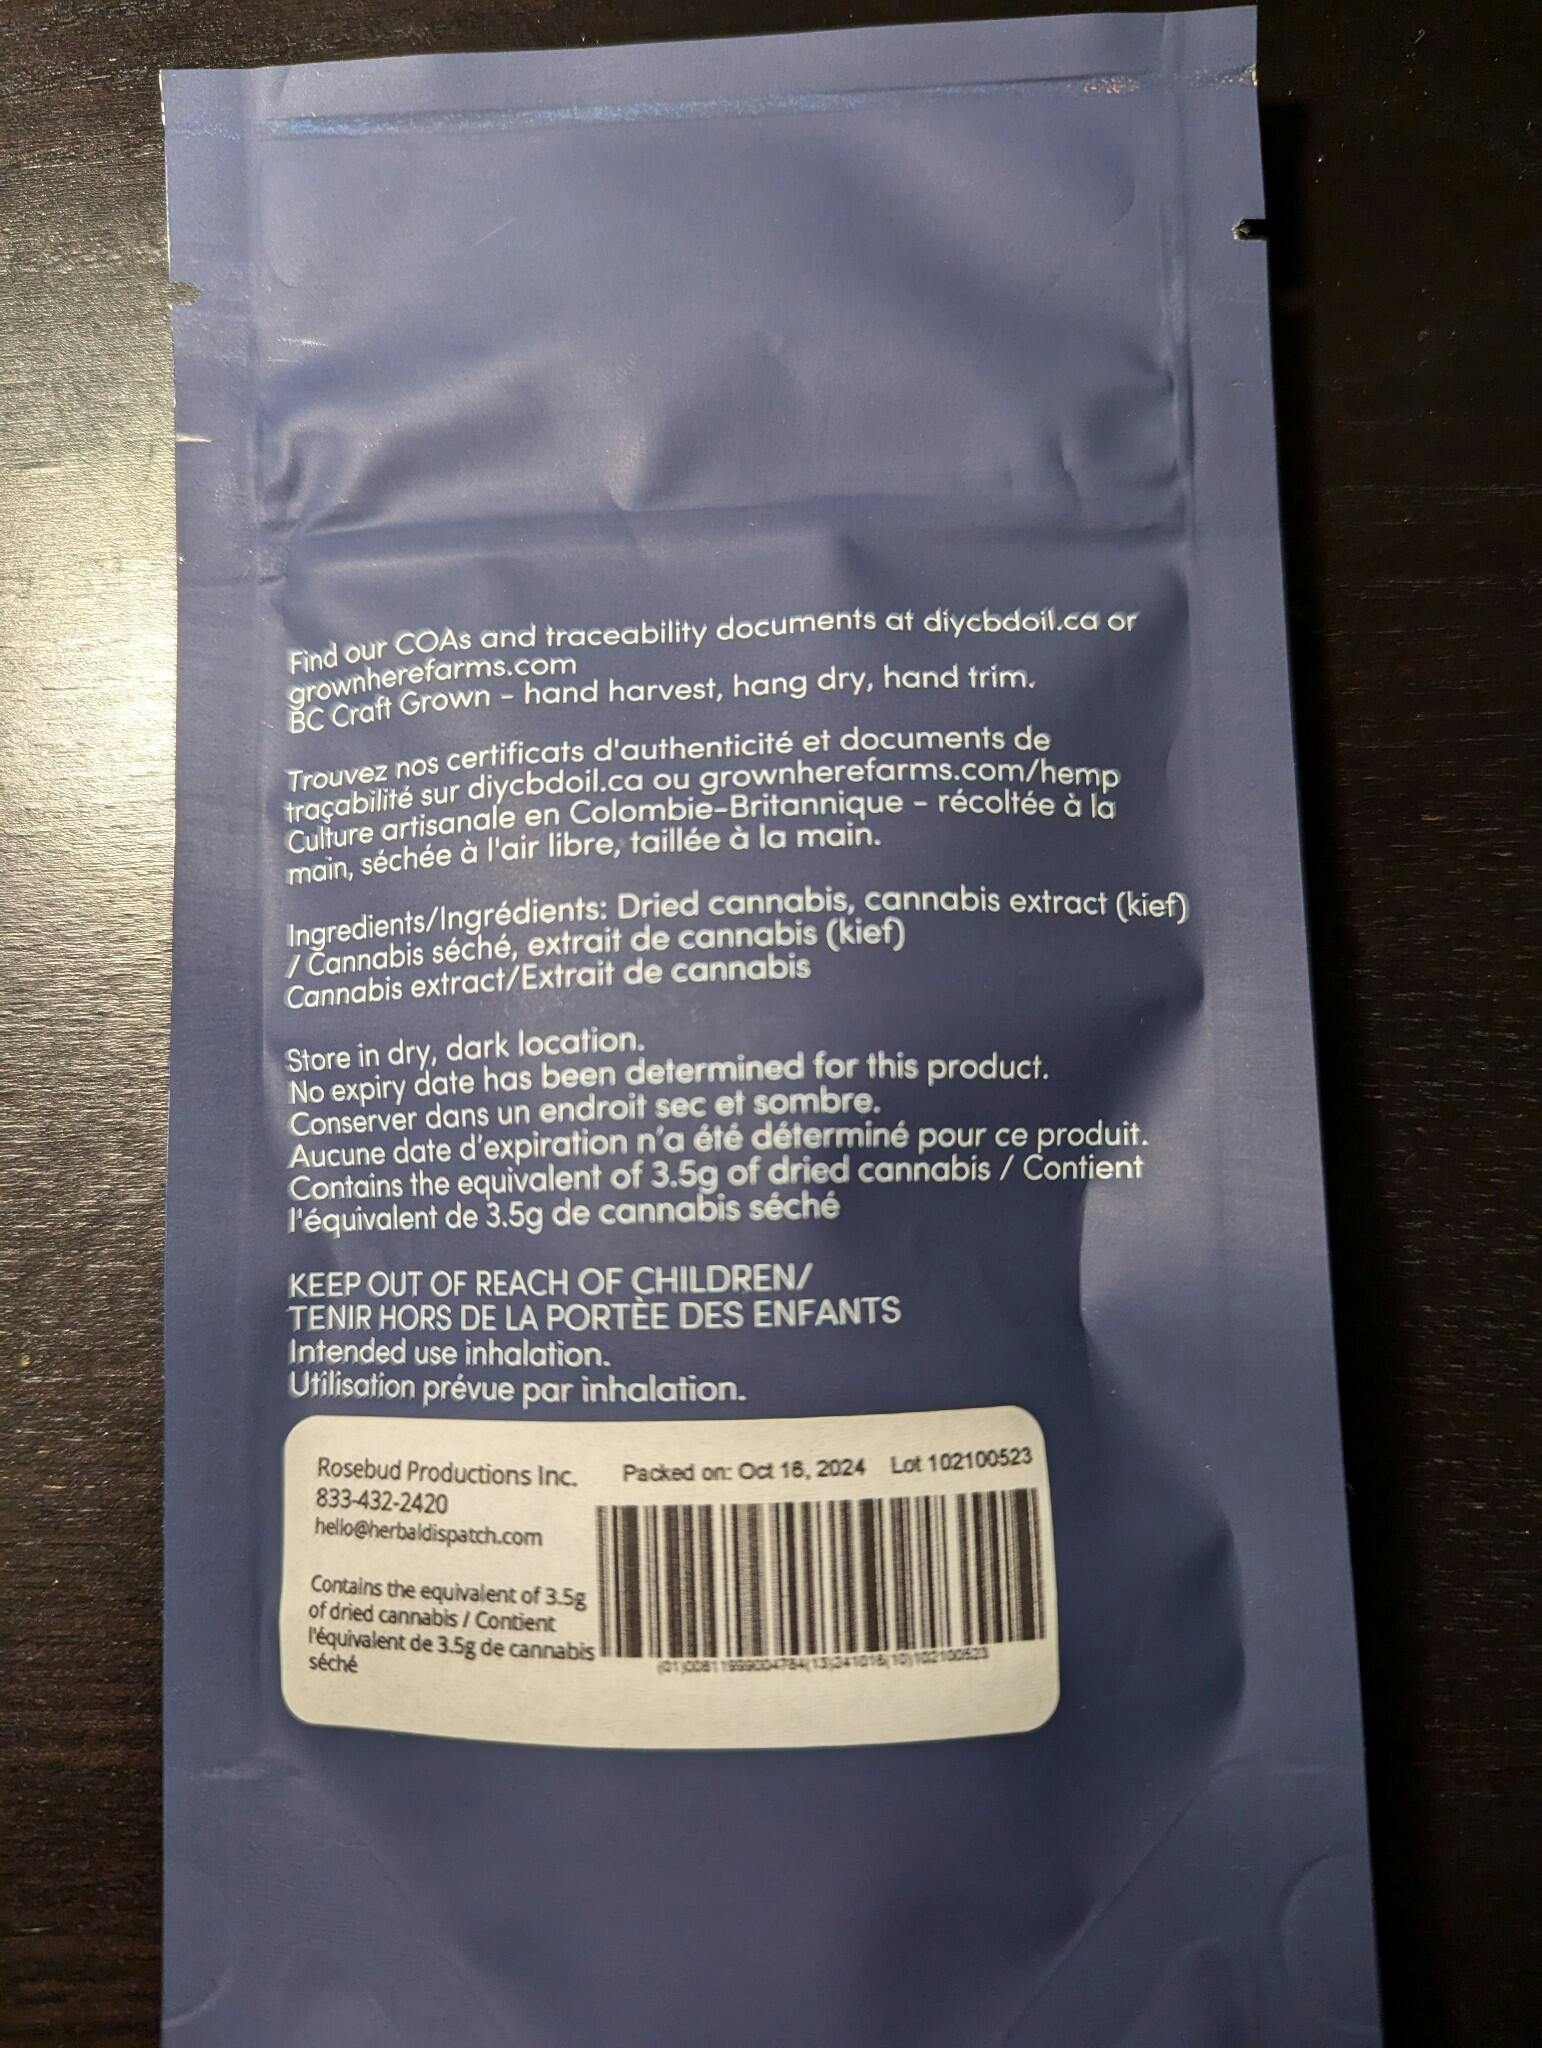 Find our COAs and traceability documents at diycbdoil.ca or
grownherefarms.com
BC Craft Grown - hand harvest, hang dry, hand trim.
Trouvez nos certificats d'authenticité et documents de
traçabilité sur diycbdoil.ca ou grownherefarms.com/hemp
Culture artisanale en Colombie-Britannique - récoltée à la
main, séchée à l'air libre, taillée à la main.
Ingredients/Ingrédients: Dried cannabis, cannabis extract (kief)
/ Cannabis séché, extrait de cannabis (kief)
Cannabis extract/Extrait de cannabis
Store in dry, dark location.
No expiry date has been determined for this product.
Conserver dans un endroit sec et sombre.
Aucune date d'expiration n'a été déterminé pour ce produit.
Contains the equivalent of 3.5g of dried cannabis / Contient
l'équivalent de 3.5g de cannabis séché
KEEP OUT OF REACH OF CHILDREN/
TENIR HORS DE LA PORTÈE DES ENFANTS
Intended use inhalation.
Utilisation prévue par inhalation.
Rosebud Productions Inc.
833-432-2420
hello@herbaldispatch.com
Contains the equivalent of 3.5g
of dried cannabis / Contient
l'équivalent de 3.5g de cannabis
séché
Packed on: Oct 16, 2024 Lot 102100523
(01)00811999004784(13)241016(10)102100523